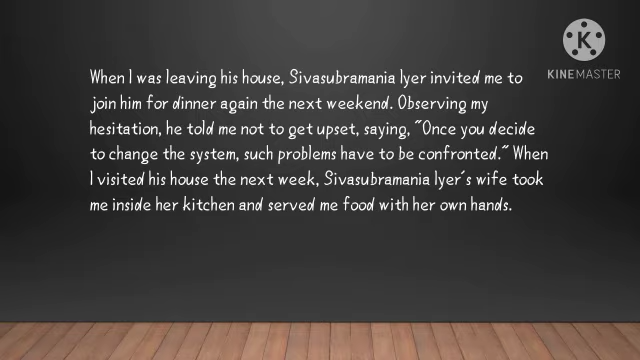 KINEMASTER
When I was leaving his house, Sivasubramania Iyer invited me to
join him for dinner again the next weekend. Observing my
hesitation, he told me not to get upset, saying, "Once you decide
to change the system, such problems have to be confronted." When
I visited his house the next week, Sivasubramania Iyer's wife took
me inside her kitchen and served me food with her own hands.